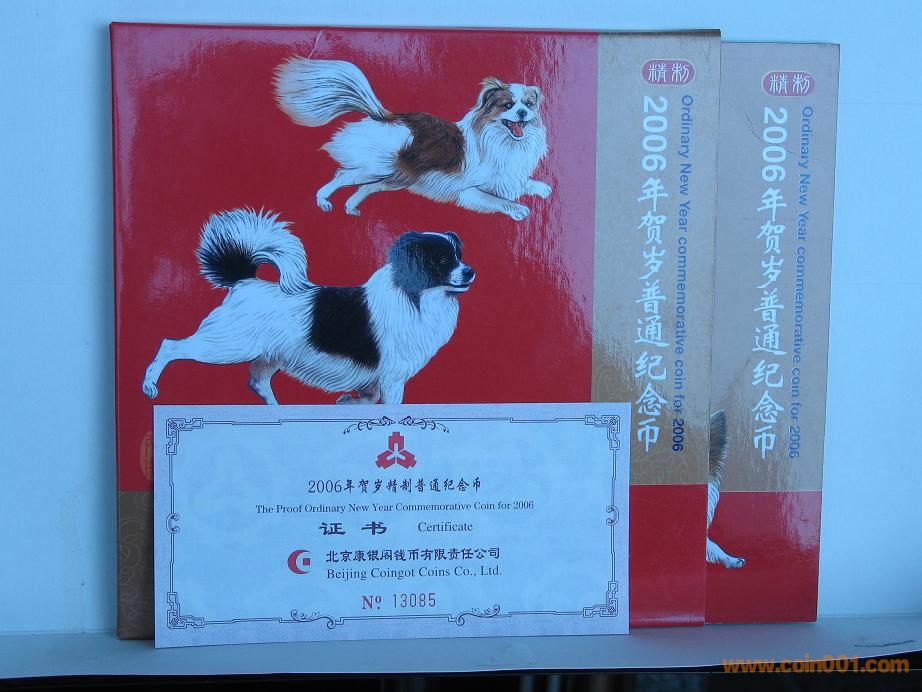 精制
2006年贺岁普通纪念币
Ordinary New Year commemorative coin for 2006
精制
2006年贺岁普通纪念币
Ordinary New Year commemorative coin for 2006
2006年贺岁精制普通纪念币
The Proof Ordinary New Year Commemorative Coin for 2006
证书 Certificate
北京康银阁钱币有限责任公司
Beijing Coingot Coins Co., Ltd.
Nº 13085
www.coin001.com